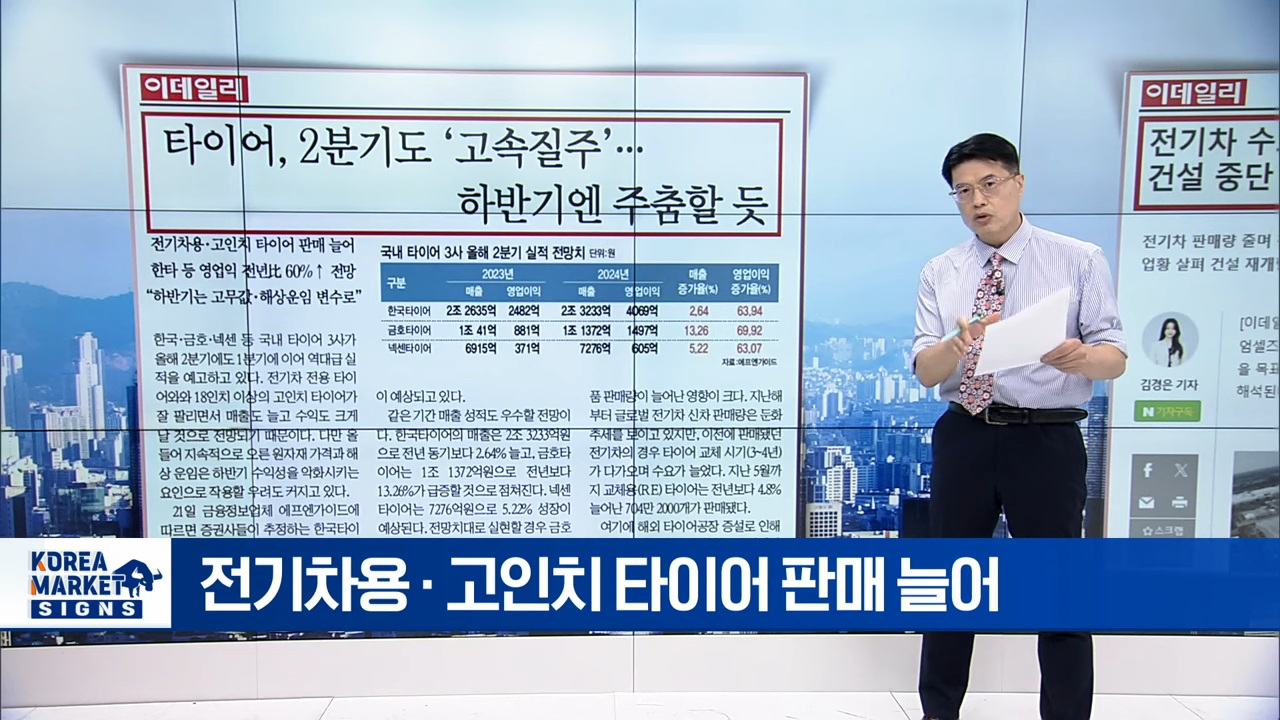 이데일리
타이어, 2분기도 ‘고속질주’…
하반기엔 주춤할 듯
전기차용·고인치 타이어 판매 늘어
한타 등 영업익 전년比 60%↑ 전망
“하반기는 고무값·해상운임 변수로”
국내 타이어 3사 올해 2분기 실적 전망치 단위:원
구분 2023년 2024년 매출 증가율(%) 영업이익 증가율(%)
매출 영업이익 매출 영업이익
한국타이어 2조 2635억 2482억 2조 3233억 4069억 2,64 63,94
금호타이어 1조 41억 881억 1조 1372억 1497억 13,26 69,92
넥센타이어 6915억 371억 7276억 605억 5,22 63,07
자료:에프엔가이드
한국·금호·넥센 등 국내 타이어 3사가
올해 2분기에도 1분기에 이어 역대급 실
적을 예고하고 있다. 전기차 전용 타이
어와와 18인치 이상의 고인치 타이어가
잘 팔리면서 매출도 늘고 수익도 크게
날 것으로 전망되기 때문이다. 다만 올
들어 지속적으로 오른 원자재 가격과 해
상 운임은 하반기 수익성을 악화시키는
요인으로 작용할 우려도 커지고 있다.
21일 금융정보업체 에프엔가이드에
따르면 증권사들이 추정하는 한국타이
이 예상되고 있다.
같은 기간 매출 성적도 우수할 전망이
다. 한국타이어의 매출은 2조 3233억원
으로 전년 동기보다 2.64% 늘고, 금호타
이어는 1조 1372억원으로 전년보다
13.26%가 급증할 것으로 점쳐진다. 넥센
타이어는 7276억원으로 5.22% 성장이
예상된다. 전망치대로 실현할 경우 금호
품 판매량이 늘어난 영향이 크다. 지난해
부터 글로벌 전기차 신차 판매량은 둔화
추세를 보이고 있지만, 이전에 판매됐던
전기차의 경우 타이어 교체 시기(3~4년)
가 다가오며 수요가 늘었다. 지난 5월까
지 교체용(RE) 타이어는 전년보다 4.8%
늘어난 704만 2000개가 판매됐다.
여기에 해외 타이어공장 증설로 인해
이데일리
전기차 수
건설 중단
전기차 판매량 줄며
업황 살펴 건설 재개
김경은 기자
N 기자구독
스크랩
[이데일
엄셀즈
을 목표
해석된
KOREA
MARKET
SIGNS
전기차용·고인치 타이어 판매 늘어